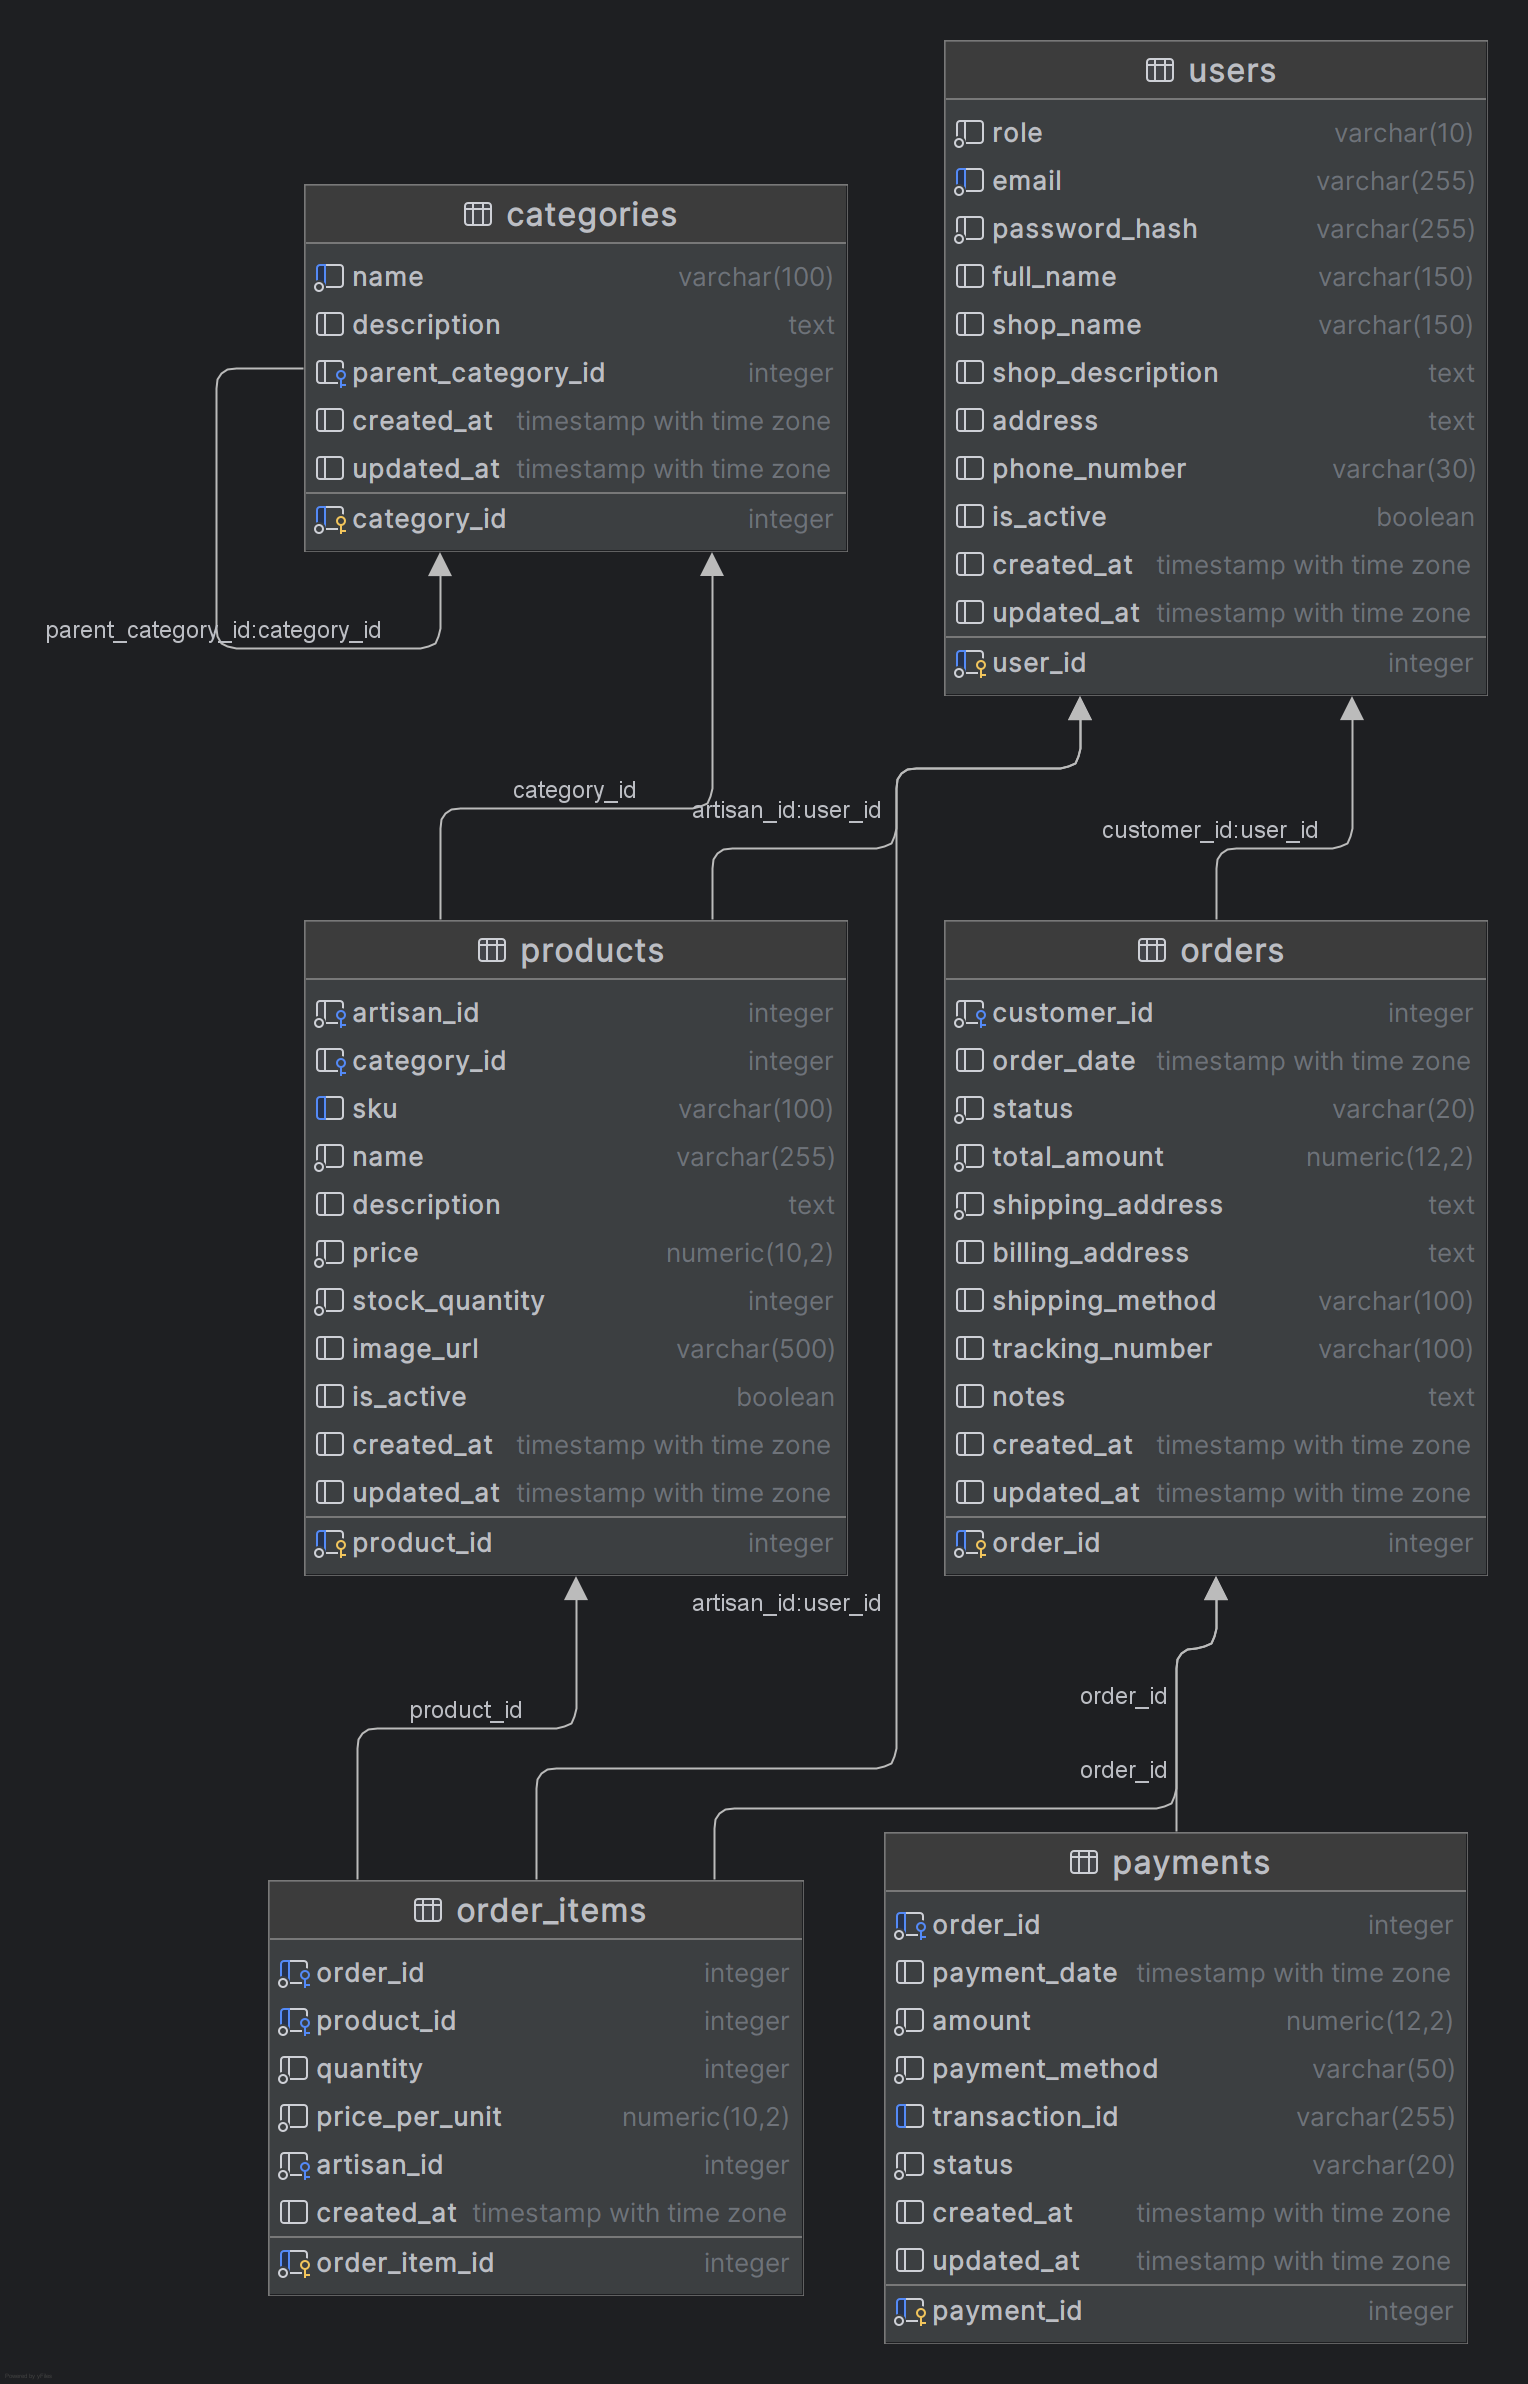 users
role varchar(10)
email varchar(255)
password_hash varchar(255)
full_name varchar(150)
shop_name varchar(150)
shop_description text
address text
phone_number varchar(30)
is_active boolean
created_at timestamp with time zone
updated_at timestamp with time zone
user_id integer
categories
name varchar(100)
description text
parent_category_id integer
created_at timestamp with time zone
updated_at timestamp with time zone
category_id integer
parent_category_id:category_id
category_id
artisan_id:user_id
customer_id:user_id
products
artisan_id integer
category_id integer
sku varchar(100)
name varchar(255)
description text
price numeric(10,2)
stock_quantity integer
image_url varchar(500)
is_active boolean
created_at timestamp with time zone
updated_at timestamp with time zone
product_id integer
orders
customer_id integer
order_date timestamp with time zone
status varchar(20)
total_amount numeric(12,2)
shipping_address text
billing_address text
shipping_method varchar(100)
tracking_number varchar(100)
notes text
created_at timestamp with time zone
updated_at timestamp with time zone
order_id integer
artisan_id:user_id
product_id
order_id
order_id
order_items
order_id integer
product_id integer
quantity integer
price_per_unit numeric(10,2)
artisan_id integer
created_at timestamp with time zone
order_item_id integer
payments
order_id integer
payment_date timestamp with time zone
amount numeric(12,2)
payment_method varchar(50)
transaction_id varchar(255)
status varchar(20)
created_at timestamp with time zone
updated_at timestamp with time zone
payment_id integer
Powered by yFiles